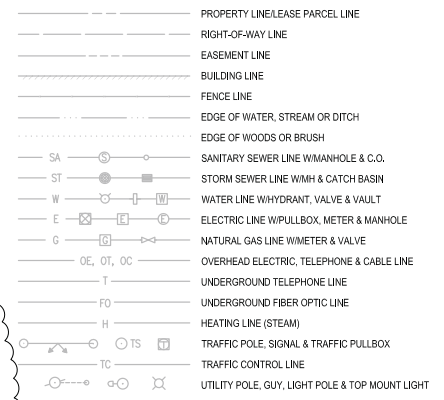 PROPERTY LINE/LEASE PARCEL LINE
RIGHT-OF-WAY LINE
EASEMENT LINE
BUILDING LINE
FENCE LINE
EDGE OF WATER, STREAM OR DITCH
EDGE OF WOODS OR BRUSH
SA S SANITARY SEWER LINE W/MANHOLE & C.O.
ST STORM SEWER LINE W/MH & CATCH BASIN
W W WATER LINE W/HYDRANT, VALVE & VAULT
E E E ELECTRIC LINE W/PULLBOX, METER & MANHOLE
G G NATURAL GAS LINE W/METER & VALVE
OE, OT, OC OVERHEAD ELECTRIC, TELEPHONE & CABLE LINE
T UNDERGROUND TELEPHONE LINE
FO UNDERGROUND FIBER OPTIC LINE
H HEATING LINE (STEAM)
TS T TRAFFIC POLE, SIGNAL & TRAFFIC PULLBOX
TC TRAFFIC CONTROL LINE
UTILITY POLE, GUY, LIGHT POLE & TOP MOUNT LIGHT